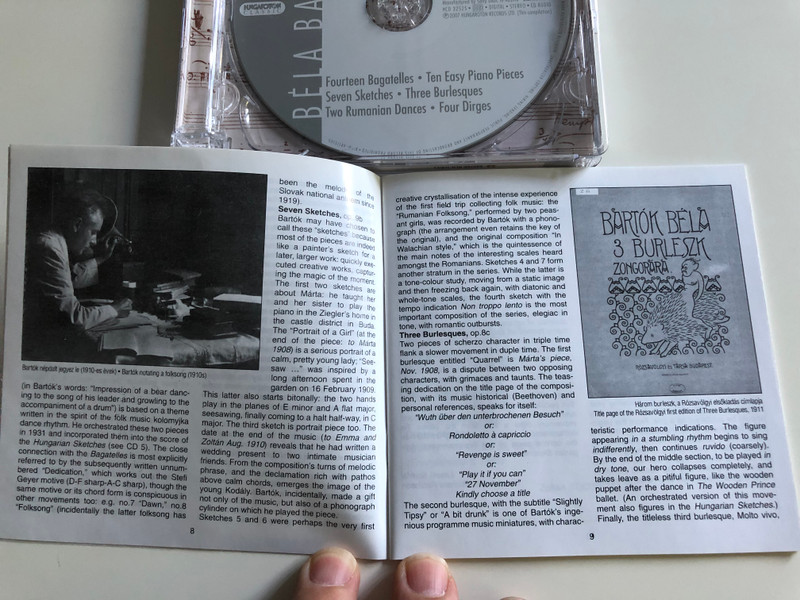 HUNGAROTON
CLASSIC
BÉLA BA
Fourteen Bagatelles • Ten Easy Piano Pieces
Seven Sketches • Three Burlesques
Two Rumanian Dances • Four Dirges
Bartók népdalt jegyez le (1910-es évek) • Bartók notating a folksong (1910s)
(in Bartók's words: "Impression of a bear danc-
ing to the song of his leader and growling to the
accompaniment of a drum") is based on a theme
written in the spirit of the folk music kolomyjka
dance revelry. He orchestrated these two pieces
in 1931 and incorporated them into the score of
the Hungarian Sketches (see CD 5). The close
connection with the Bagatelles is most explicitly
referred to by the subsequently written unnum-
bered "Dedication," which works out the Stefi
Geyer motive (D-F sharp-A-C sharp), though the
same motive or its chord form is conspicuous in
other movements too: e.g. no.7 "Dawn," no.8
"Folksong" (incidentally the latter folksong has
8
been the melody of the
Slovak national anthem since
1919).
Seven Sketches, op. 9b
Bartók may have chosen to
call these "sketches" because
most of the pieces are indeed
like a painter's sketch for a
later, larger work: quickly exe-
cuted creative works, captur-
ing the magic of the moment.
The first two sketches are
about Márta: he taught her
and her sister to play the
piano in the Ziegler's home in
the castle district in Buda.
The "Portrait of a Girl" (at the
end of the piece: to Márta
1908) is a serious portrait of a
calm, pretty young lady; "See-
saw ..." was inspired by a
long afternoon spent in the
garden on 16 February 1909.
This latter also starts bitonally: the two hands
play in the planes of E minor and A flat major,
seesawing, finally coming to a halt half-way, in C
major. The third sketch is portrait piece too. The
date at the end of the music (to Emma and
Zoltán Aug. 1910) reveals that he had written a
wedding present to two intimate musician
friends. From the composition's turns of melodic
phrase, and the declamation rich with pathos
above calm chords, emerges the image of the
young Kodály. Bartók, incidentally, made a gift
not only of the music, but also of a phonograph
cylinder on which he played the piece.
Sketches 5 and 6 were perhaps the very first
creative crystallisation of the intense experience
of the first field trip collecting folk music: the
"Rumanian Folksong," performed by two peas-
ant girls, was recorded by Bartók with a phono-
graph (the arrangement even retains the key of
the original), and the original composition "In
Walachian style," which is the quintessence of
the main notes of the interesting scales heard
amongst the Romanians. Sketches 4 and 7 form
another stratum in the series. While the latter is
a tone-colour study, moving from a static image
and then freezing back again, with diatonic and
whole-tone scales, the fourth sketch with the
tempo indication Non troppo lento is the most
important composition of the series, elegiac in
tone, with romantic outbursts.
Three Burlesques, op.8c
Two pieces of scherzo character in triple time
flank a slower movement in duple time. The first
burlesque entitled "Quarrel" is Márta's piece,
Nov. 1908, is a dispute between two opposing
characters, with grimaces and taunts. The teas-
ing dedication on the title page of the composi-
tion, with its music historical (Beethoven) and
personal references, speaks for itself:
"Wuth über den unterbrochenen Besuch"
or:
Rondoletto à capriccio
or:
"Revenge is sweet"
or:
"Play it if you can"
"27 November"
Kindly choose a title
The second burlesque, with the subtitle "Slightly
Tipsy" or "A bit drunk" is one of Bartók's inge-
nious programme music miniatures, with charac-
BARTÓK BÉLA
3 BURLESZK
ZONGORÁRA
Három burleszk, a Rózsavölgyi elsőkiadás címlapja
Title page of the Rózsavölgyi first edition of Three Burlesques, 1911
teristic performance indications. The figure
appearing in a stumbling rhythm begins to sing
indifferently, then continues ruvido (coarsely).
By the end of the middle section, to be played in
dry tone, our hero collapses completely, and
takes leave as a pitiful figure, like the wooden
puppet after the dance in The Wooden Prince
ballet. (An orchestrated version of this move-
ment also figures in the Hungarian Sketches.)
Finally, the titleless third burlesque, Molto vivo,
9